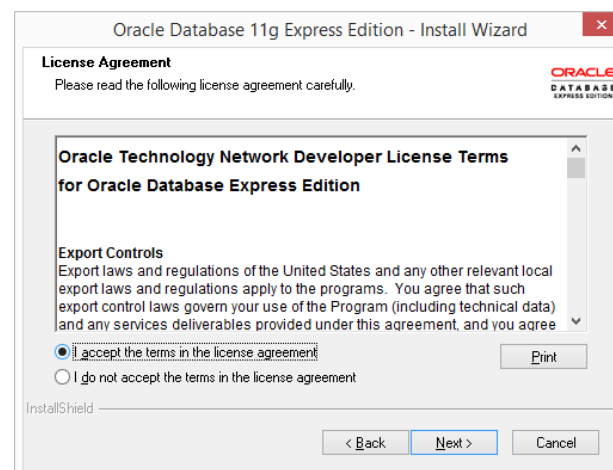 Oracle Database 11g Express Edition - Install Wizard
×
License Agreement
Please read the following license agreement carefully.
ORACLE
DATABASE
EXPRESS EDITION
Oracle Technology Network Developer License Terms
for Oracle Database Express Edition
Export Controls
Export laws and regulations of the United States and any other relevant local
export laws and regulations apply to the programs. You agree that such
export control laws govern your use of the Program (including technical data)
and any services deliverables provided under this agreement, and you agree
I accept the terms in the license agreement
Print
I do not accept the terms in the license agreement
InstallShield
< Back
Next >
Cancel